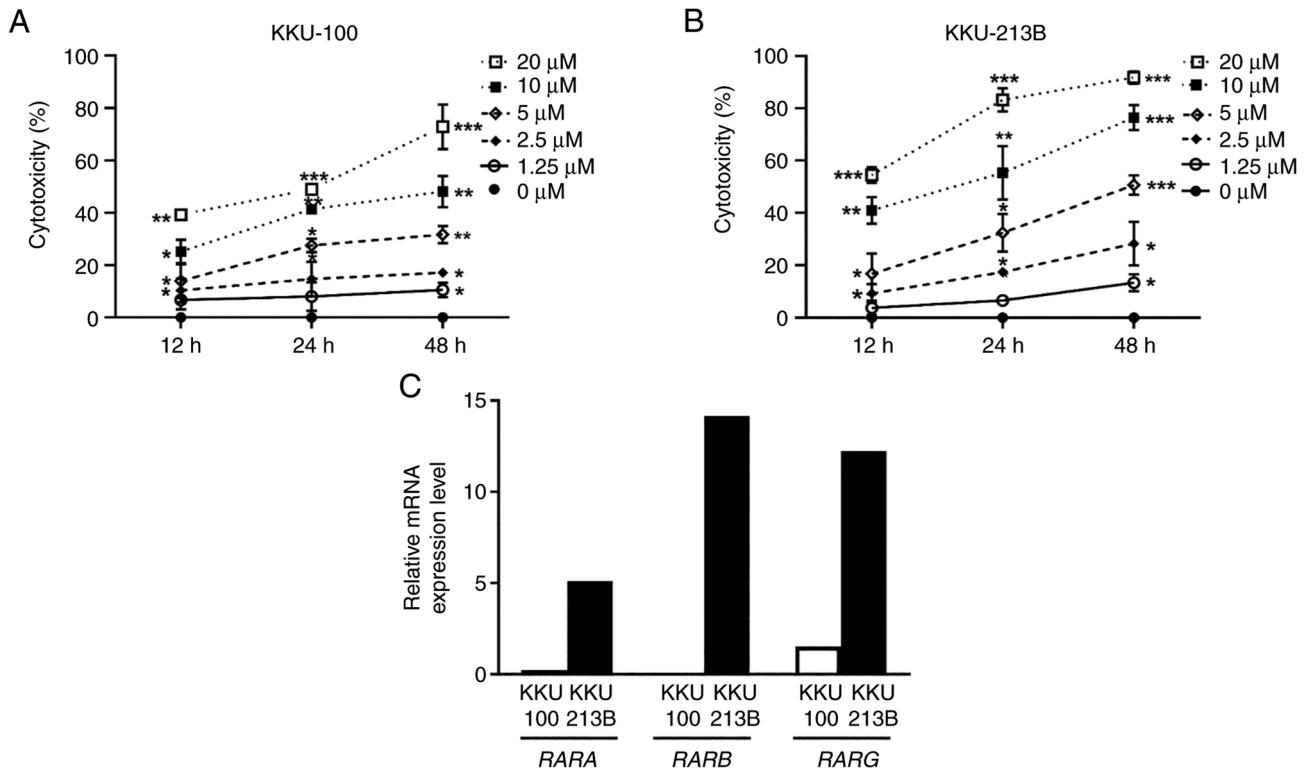 A
KKU-100
Cytotoxicity (%)
100
80
60
40
20
0
12 h
24 h
48 h
**
*
*
*
***
**
*
*
***
**
**
*
*
20 µM
10 µM
5 µM
2.5 µM
1.25 µM
0 µM
B
KKU-213B
Cytotoxicity (%)
100
80
60
40
20
0
12 h
24 h
48 h
***
**
*
*
***
**
*
*
***
***
***
*
*
20 µM
10 µM
5 µM
2.5 µM
1.25 µM
0 µM
C
Relative mRNA
expression level
15
10
5
0
KKU KKU
100 213B
RARA
KKU KKU
100 213B
RARB
KKU KKU
100 213B
RARG